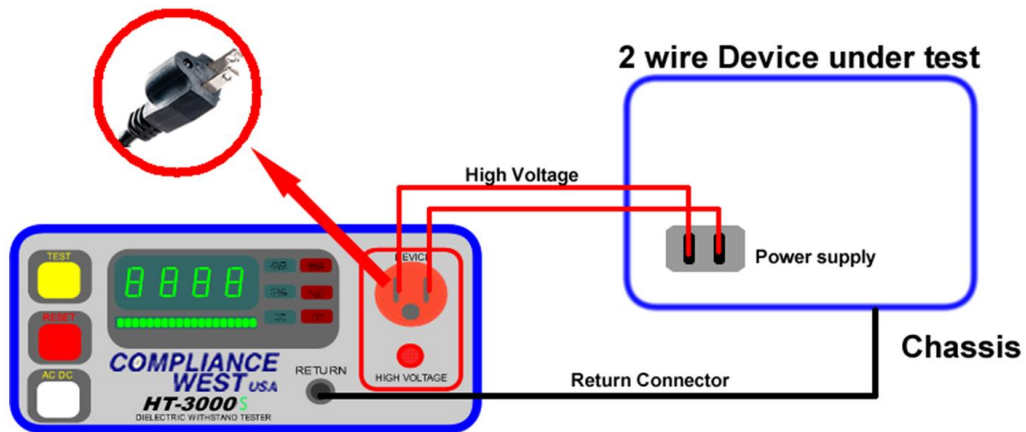 2 wire Device under test
High Voltage
Power supply
Chassis
Return Connector
TEST
RESET
AC DC
8888
COMPLIANCE
WEST USA
HT-3000S
DIELECTRIC WITHSTAND TESTER
RETURN
DEVICE
HIGH VOLTAGE